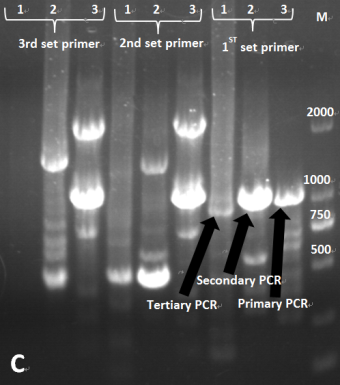 1 2 3 1 2 3 1 2 3 M
3rd set primer 2nd set primer 1ST set primer
2000
1000
750
500
Secondary PCR
Tertiary PCR Primary PCR
C